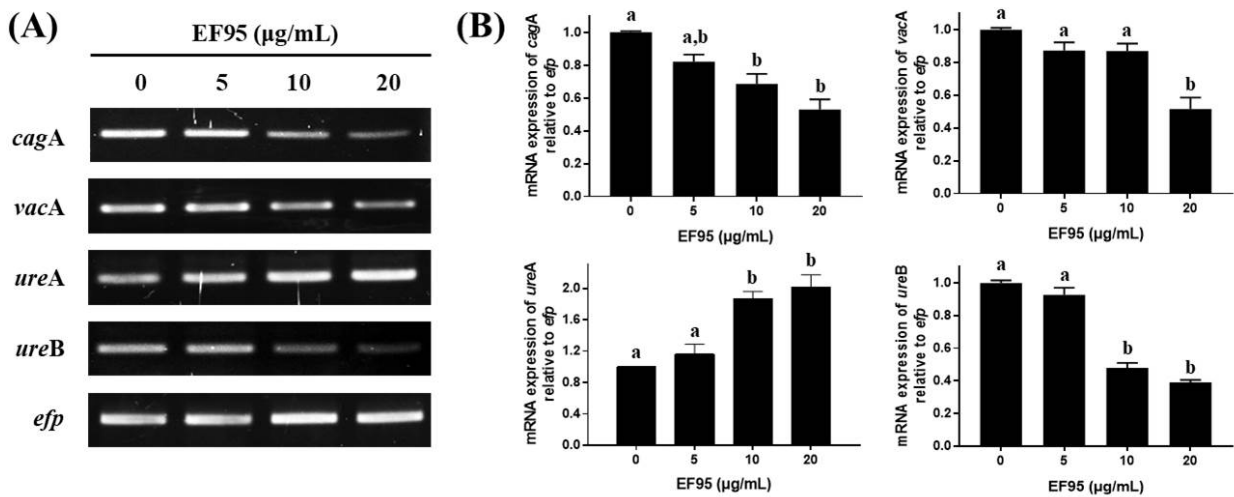 (A)
EF95 (μg/mL)
0 5 10 20
cagA
vacA
ureA
ureB
efp
(B)
mRNA expression of cagA
relative to efp
1.0
0.8
0.6
0.4
0.2
0.0
a
a,b
b
b
0 5 10 20
EF95 (μg/mL)
mRNA expression of vacA
relative to efp
1.0
0.8
0.6
0.4
0.2
0.0
a
a
a
b
0 5 10 20
EF95 (μg/mL)
mRNA expression of ureA
relative to efp
2.0
1.6
1.2
0.8
0.4
0.0
a
a
b
b
0 5 10 20
EF95 (μg/mL)
mRNA expression of ureB
relative to efp
1.0
0.8
0.6
0.4
0.2
0.0
a
a
b
b
0 5 10 20
EF95 (μg/mL)